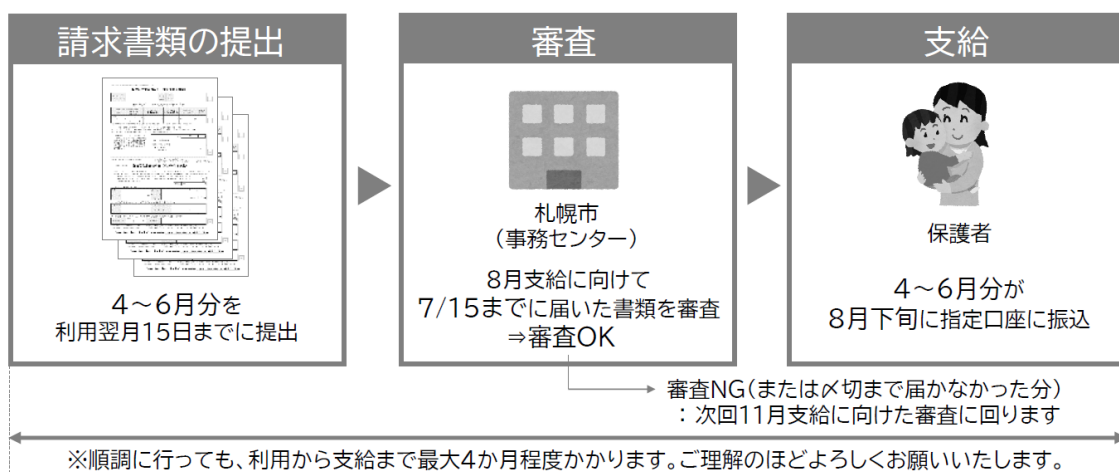 請求書類の提出
4～6月分を
利用翌月15日までに提出
審査
札幌市
（事務センター）
8月支給に向けて
7/15までに届いた書類を審査
⇒審査OK
支給
保護者
4～6月分が
8月下旬に指定口座に振込
審査NG（または〆切まで届かなかった分）
：次回11月支給に向けた審査に回ります
※順調に行っても、利用から支給まで最大4か月程度かかります。ご理解のほどよろしくお願いいたします。